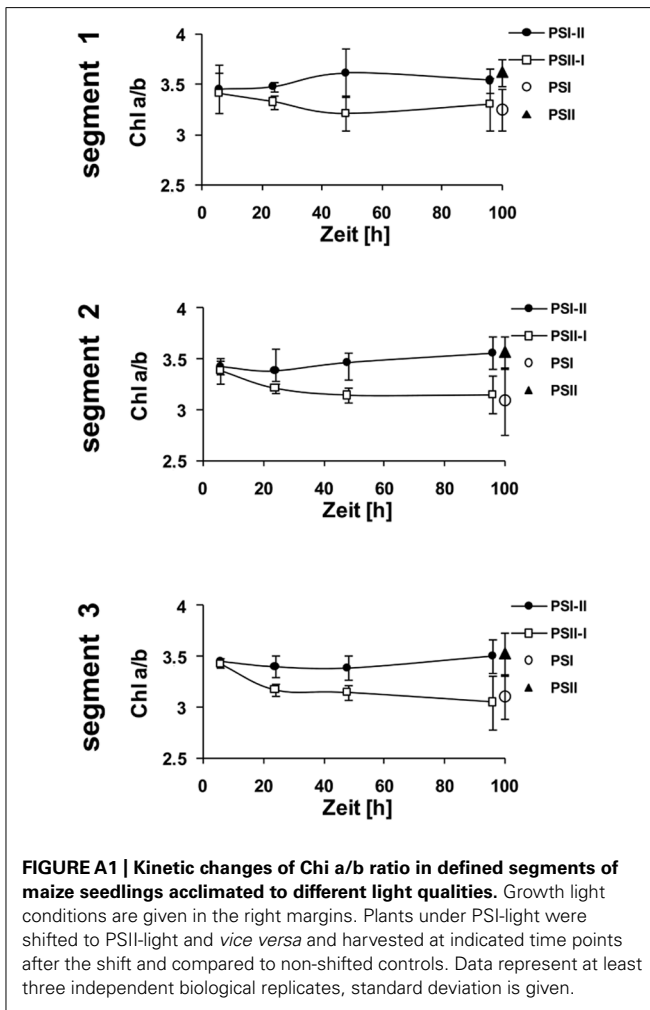 segment 1
Chl a/b
4
3.5
3
2.5
0 20 40 60 80 100
Zeit [h]
PSI-II
PSII-I
PSI
PSII
segment 2
Chl a/b
4
3.5
3
2.5
0 20 40 60 80 100
Zeit [h]
PSI-II
PSII-I
PSI
PSII
segment 3
Chl a/b
4
3.5
3
2.5
0 20 40 60 80 100
Zeit [h]
PSI-II
PSII-I
PSI
PSII
FIGURE A1 | Kinetic changes of Chi a/b ratio in defined segments of
maize seedlings acclimated to different light qualities. Growth light
conditions are given in the right margins. Plants under PSI-light were
shifted to PSII-light and vice versa and harvested at indicated time points
after the shift and compared to non-shifted controls. Data represent at least
three independent biological replicates, standard deviation is given.